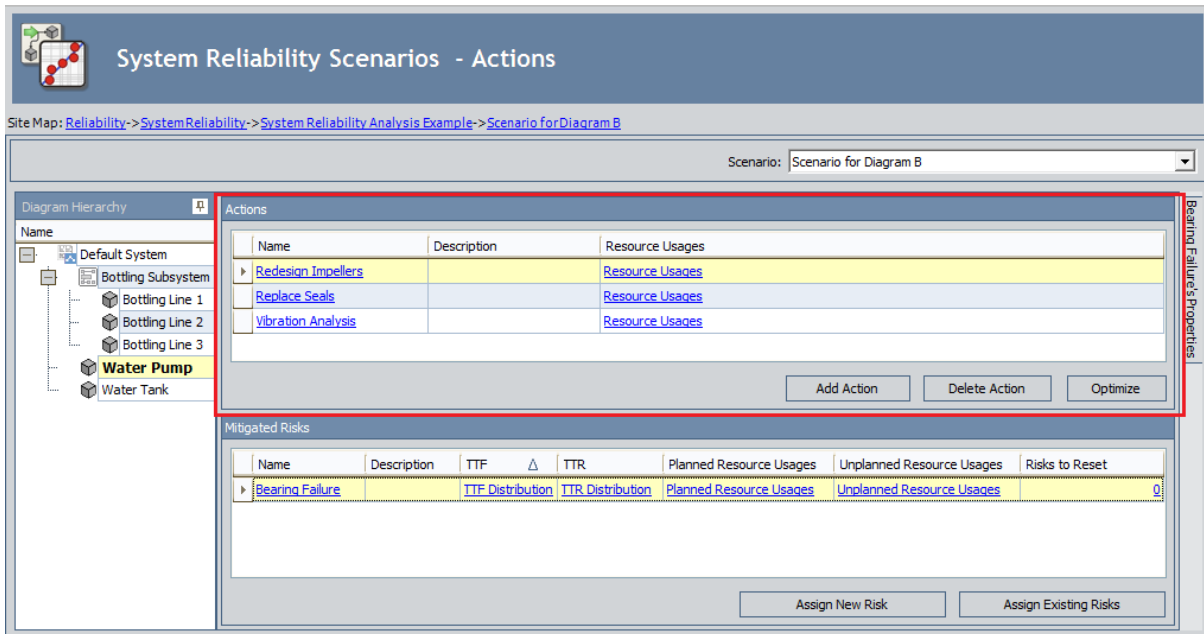 System Reliability Scenarios - Actions
Site Map: Reliability->SystemReliability->System Reliability Analysis Example->Scenario for Diagram B
Scenario: Scenario for Diagram B
Diagram Hierarchy
Name
Default System
Bottling Subsystem
Bottling Line 1
Bottling Line 2
Bottling Line 3
Water Pump
Water Tank
Actions
Name Description Resource Usages
Redesign Impellers Resource Usages
Replace Seals Resource Usages
Vibration Analysis Resource Usages
Add Action Delete Action Optimize
Mitigated Risks
Name Description TTF TTR Planned Resource Usages Unplanned Resource Usages Risks to Reset
Bearing Failure TTF Distribution TTR Distribution Planned Resource Usages Unplanned Resource Usages 0
Assign New Risk Assign Existing Risks
Bearing Failure's Properties